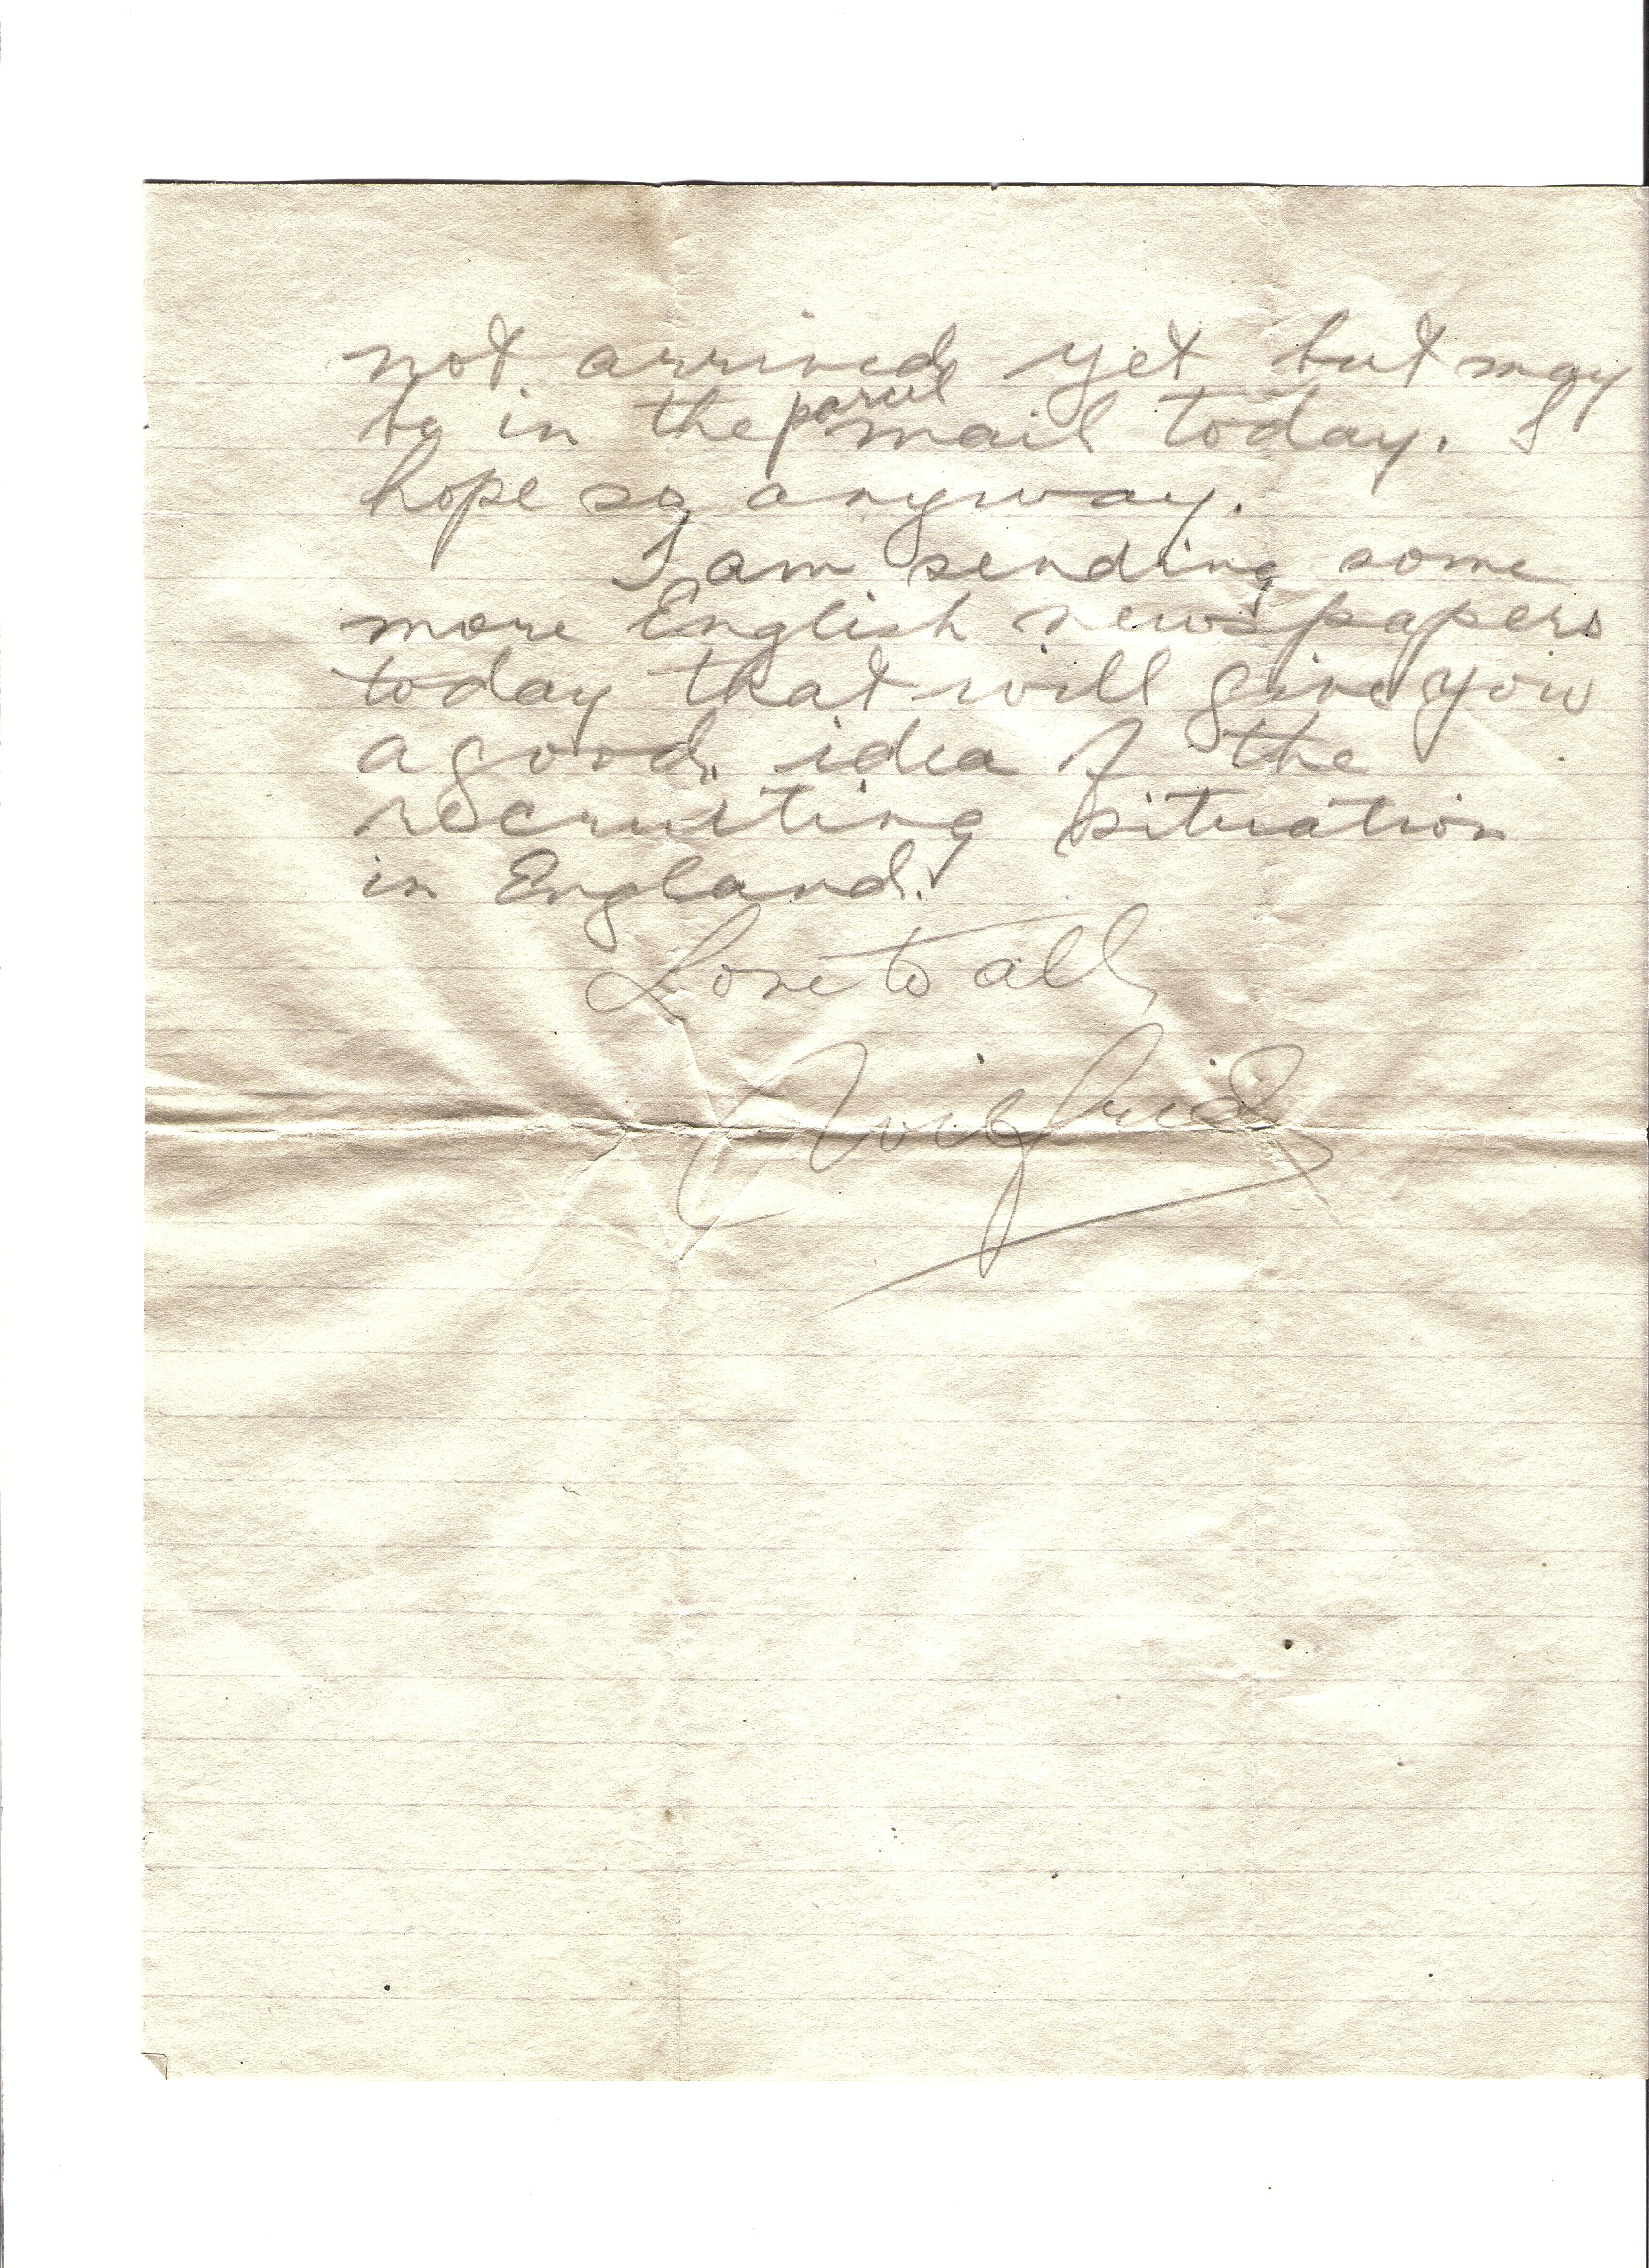 not arrived yet but may
be in the parcel mail today. I
hope so anyway.
I am sending some
more English newspapers
today that will give you
a good idea of the
recruiting situation
in England.
Love to all